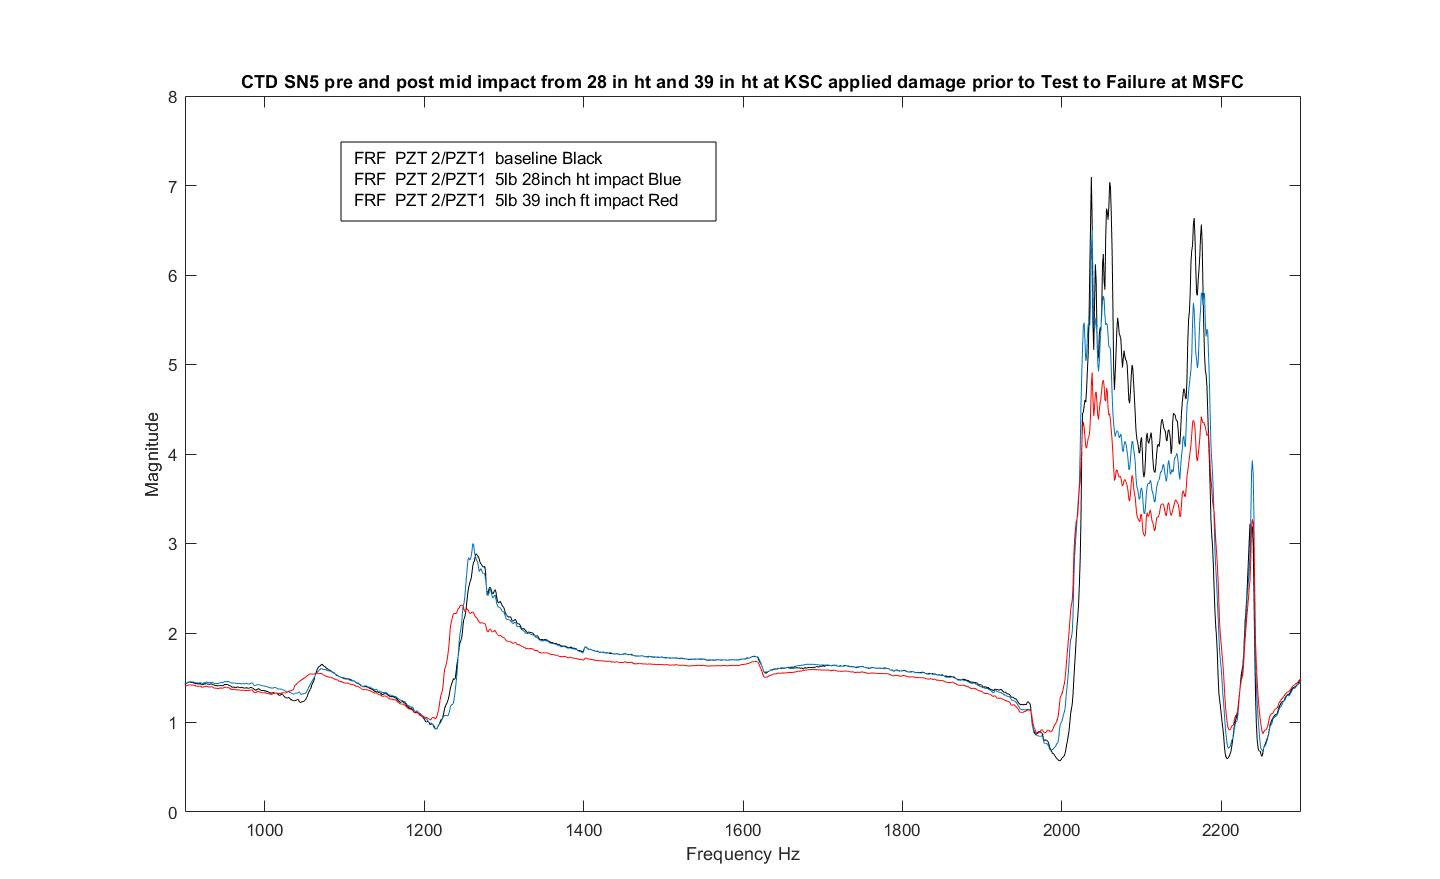 CTD SN5 pre and post mid impact from 28 in ht and 39 in ht at KSC applied damage prior to Test to Failure at MSFC
8
7
6
5
4
3
2
1
0
Magnitude
FRF PZT 2/PZT1 baseline Black
FRF PZT 2/PZT1 5lb 28inch ht impact Blue
FRF PZT 2/PZT1 5lb 39 inch ft impact Red
1000 1200 1400 1600 1800 2000 2200
Frequency Hz